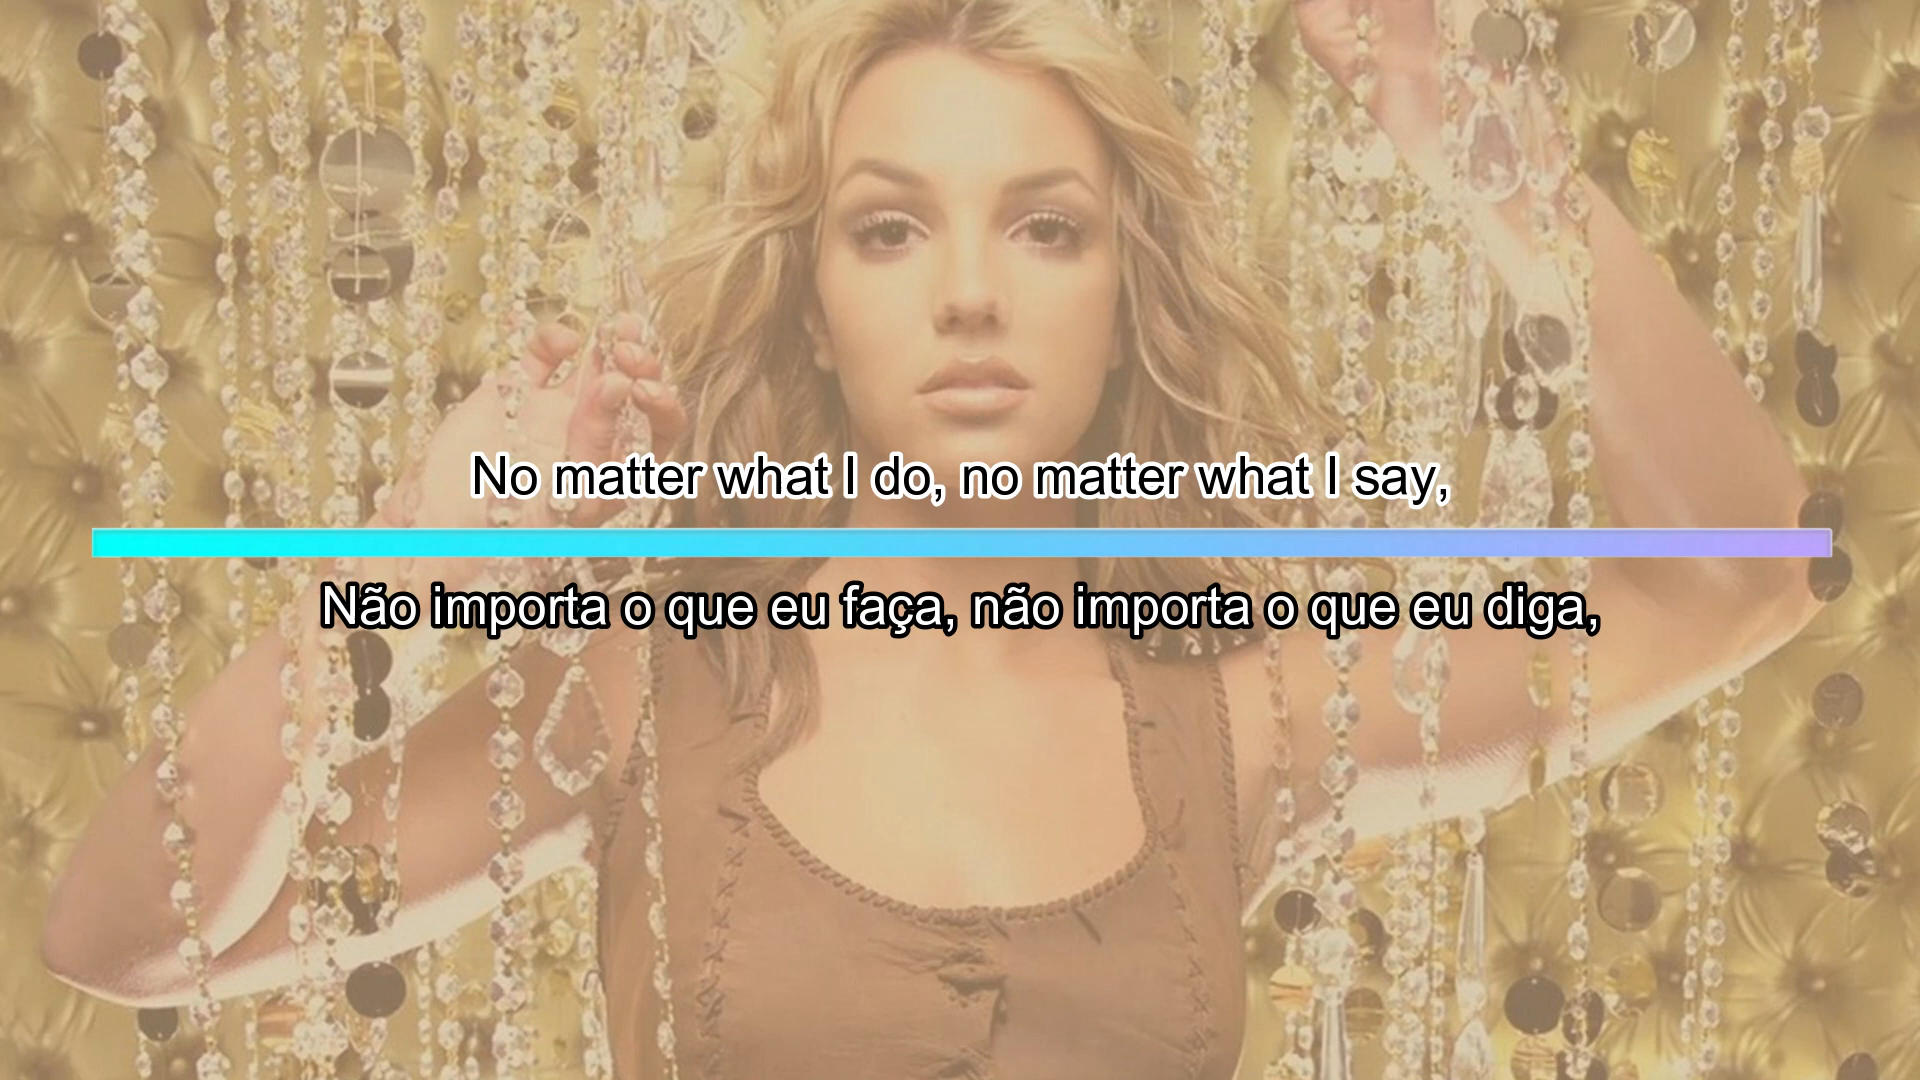 No matter what I do, no matter what I say,
Não importa o que eu faça, não importa o que eu diga,